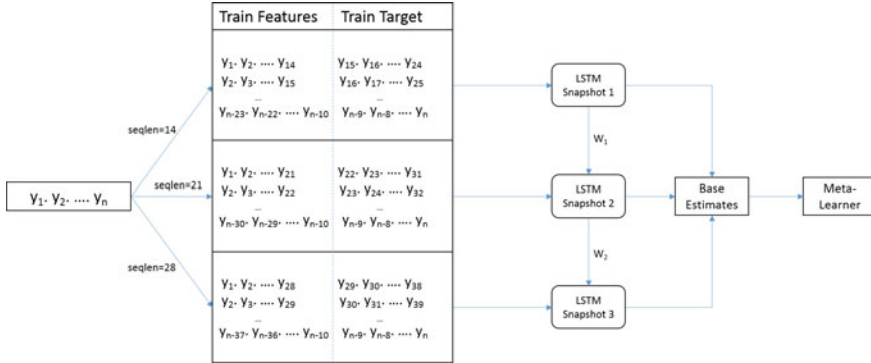 Train Features Train Target
y1. y2. .... y14 y15. y16. .... y24
y2. y3. .... y15 y16. y17. .... y25
... ...
yn-23. yn-22. .... yn-10 yn-9. yn-8. .... yn
seqlen=14
LSTM
Snapshot 1
W1
y1. y2. .... yn
seqlen=21
y1. y2. .... y21 y22. y23. .... y31
y2. y3. .... y22 y23. y24. .... y32
... ...
yn-30. yn-29. .... yn-10 yn-9. yn-8. .... yn
LSTM
Snapshot 2
Base
Estimates
Meta-
Learner
W2
seqlen=28
y1. y2. .... y28 y29. y30. .... y38
y2. y3. .... y29 y30. y31. .... y39
... ...
yn-37. yn-36. .... yn-10 yn-9. yn-8. .... yn
LSTM
Snapshot 3